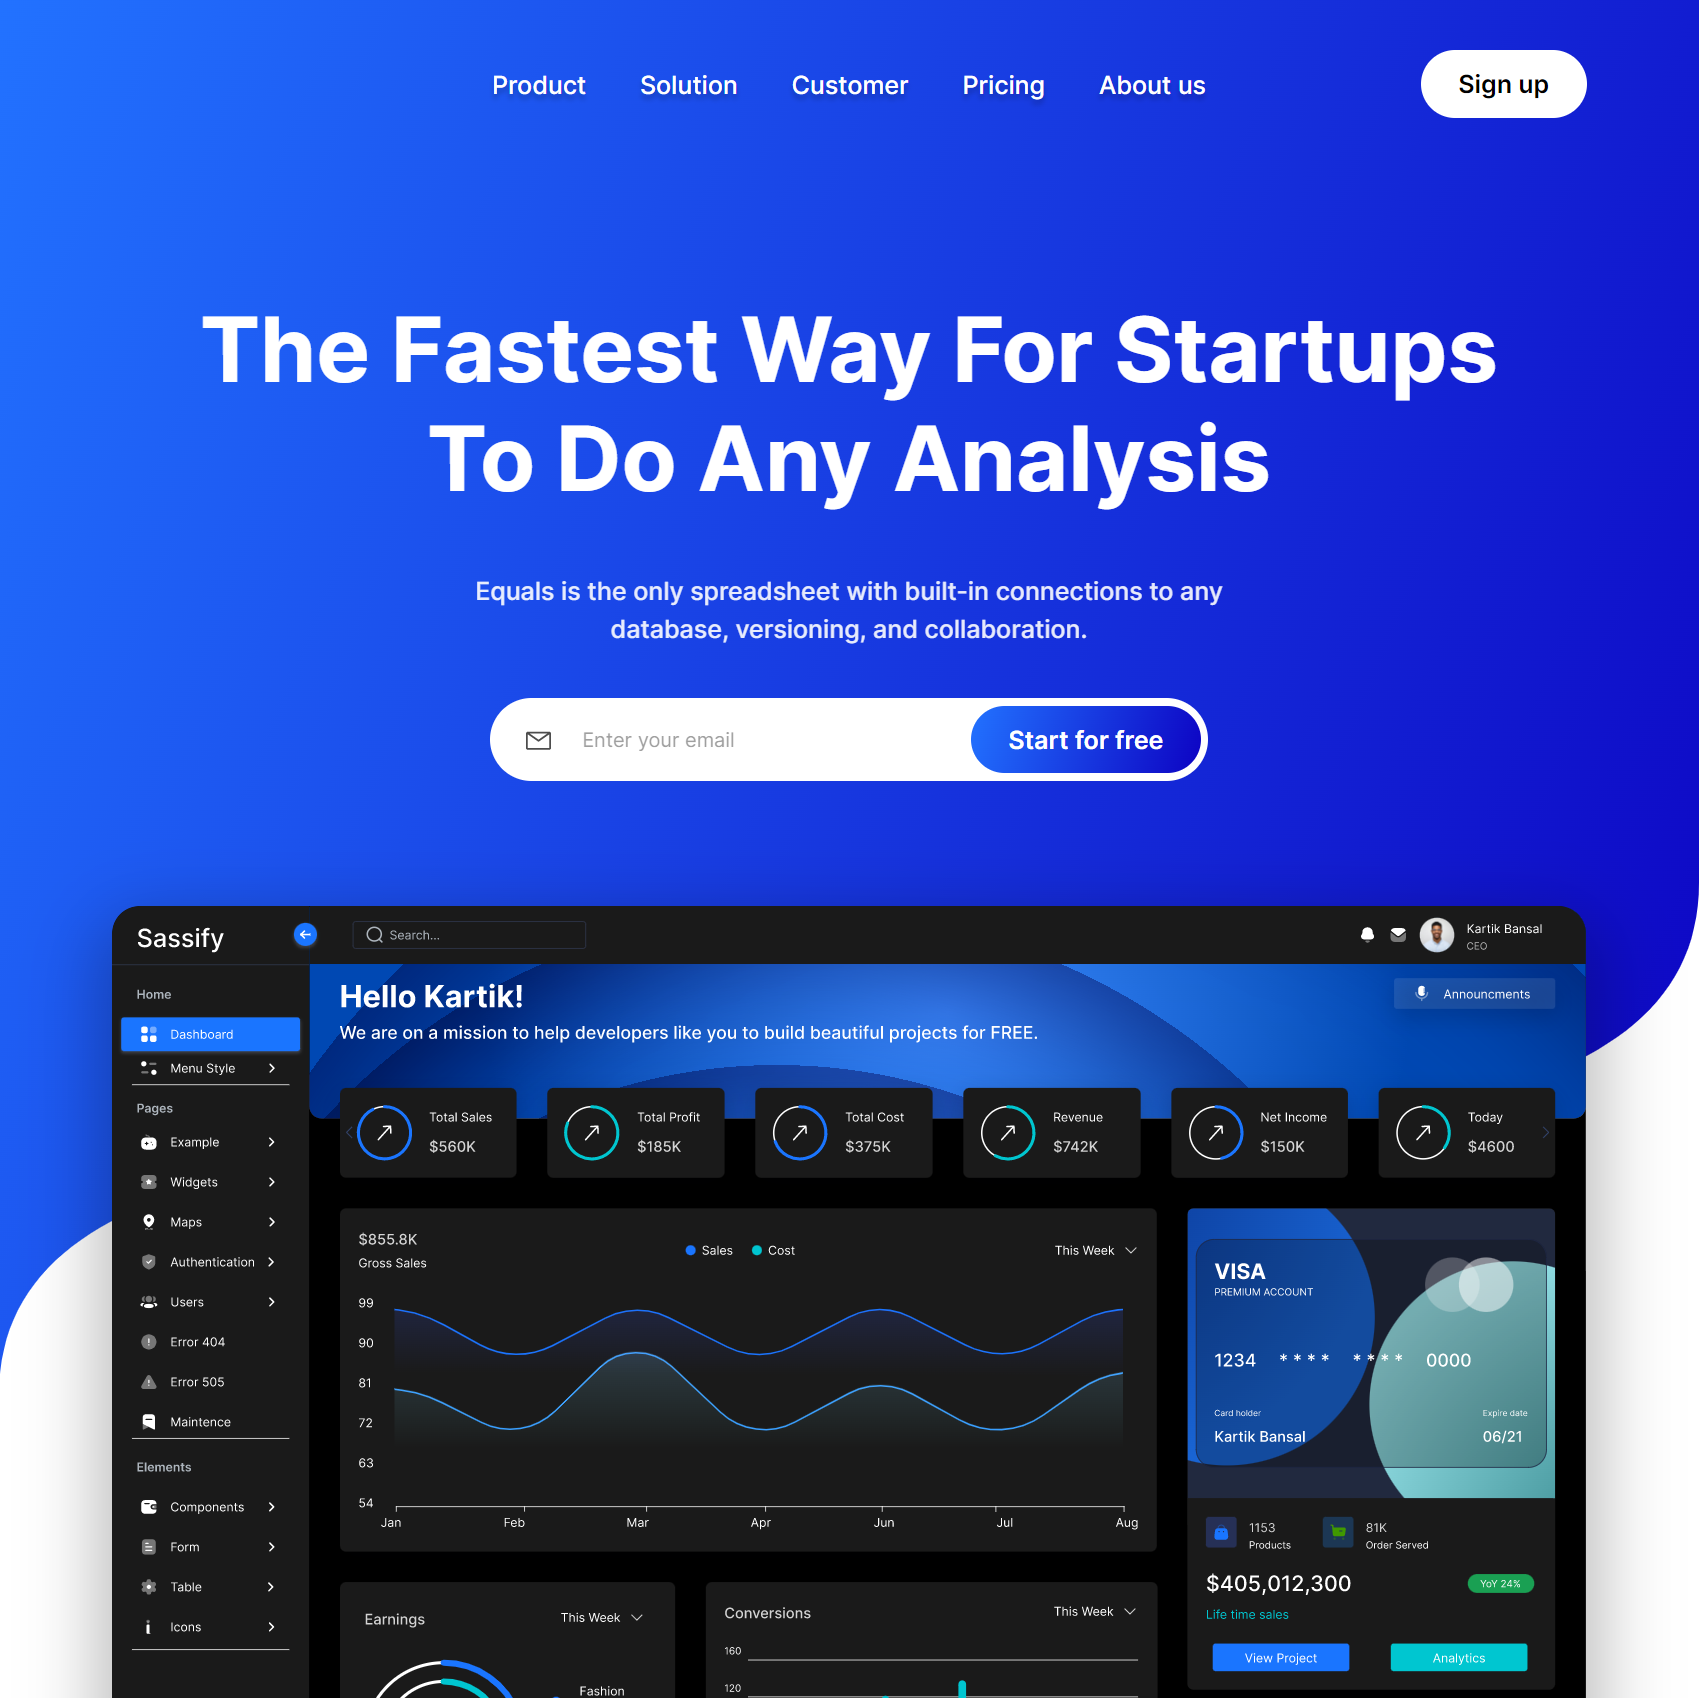 Product Solution Customer Pricing About us Sign up
The Fastest Way For Startups
To Do Any Analysis
Equals is the only spreadsheet with built-in connections to any
database, versioning, and collaboration.
Enter your email Start for free
Sassify Search... Kartik Bansal
CEO
Home
Dashboard
Menu Style
Pages
Example
Widgets
Maps
Authentication
Users
Error 404
Error 505
Maintence
Elements
Components
Form
Table
Icons
Hello Kartik!
We are on a mission to help developers like you to build beautiful projects for FREE.
Announcments
Total Sales
$560K
Total Profit
$185K
Total Cost
$375K
Revenue
$742K
Net Income
$150K
Today
$4600
$855.8K
Gross Sales
Sales Cost This Week
99
90
81
72
63
54
Jan Feb Mar Apr Jun Jul Aug
VISA
PREMIUM ACCOUNT
1234 **** **** 0000
Card holder Expire date
Kartik Bansal 06/21
1153
Products
81K
Order Served
$405,012,300 YoY 24%
Life time sales
View Project Analytics
Earnings This Week
Fashion
Conversions This Week
160
120